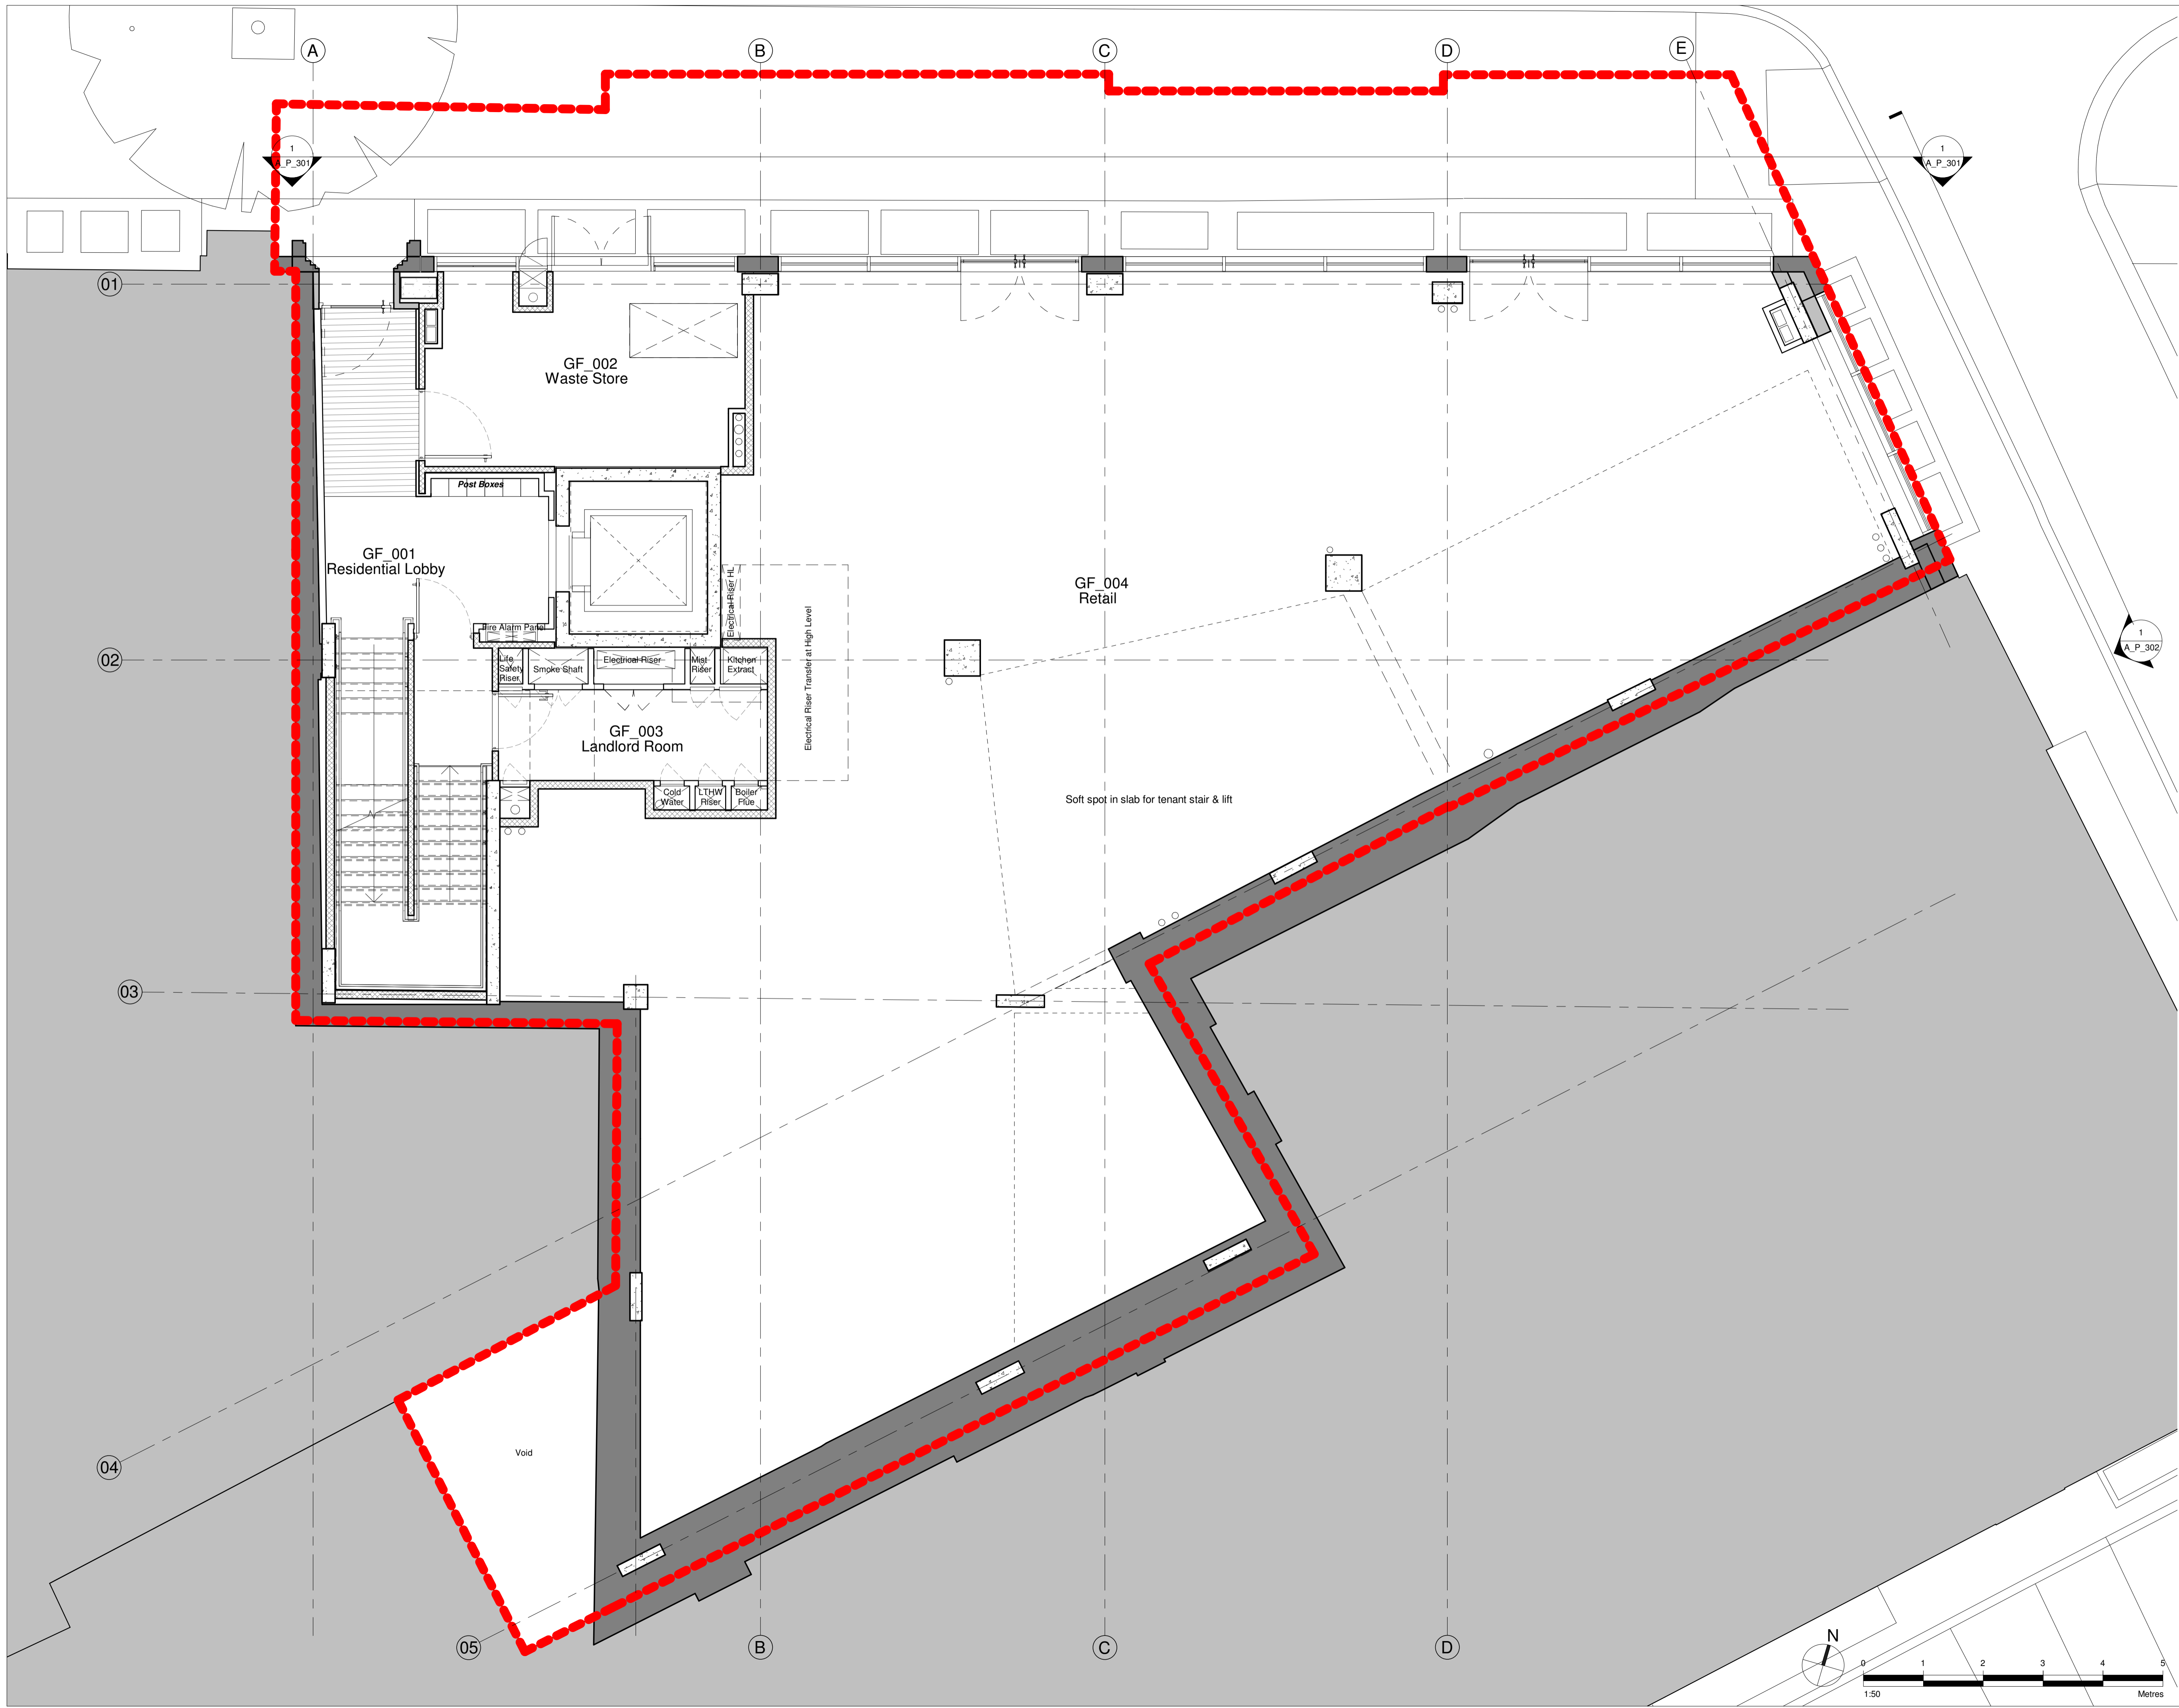 A
B
C
D
E
1
A_P_301
1
A_P_301
01
GF_002
Waste Store
Post Boxes
GF_001
Residential Lobby
GF_004
Retail
Electrical Riser HL
Electrical Riser Transfer at High Level
Fire Alarm Panel
02
Life
Safety
Riser
Smoke Shaft
Electrical Riser
Mist
Riser
Kitchen
Extract
1
A_P_302
GF_003
Landlord Room
Cold
Water
LTHW
Riser
Boiler
Flue
Soft spot in slab for tenant stair & lift
03
Void
04
05
B
C
D
N
0
1
2
3
4
5
1:50
Metres